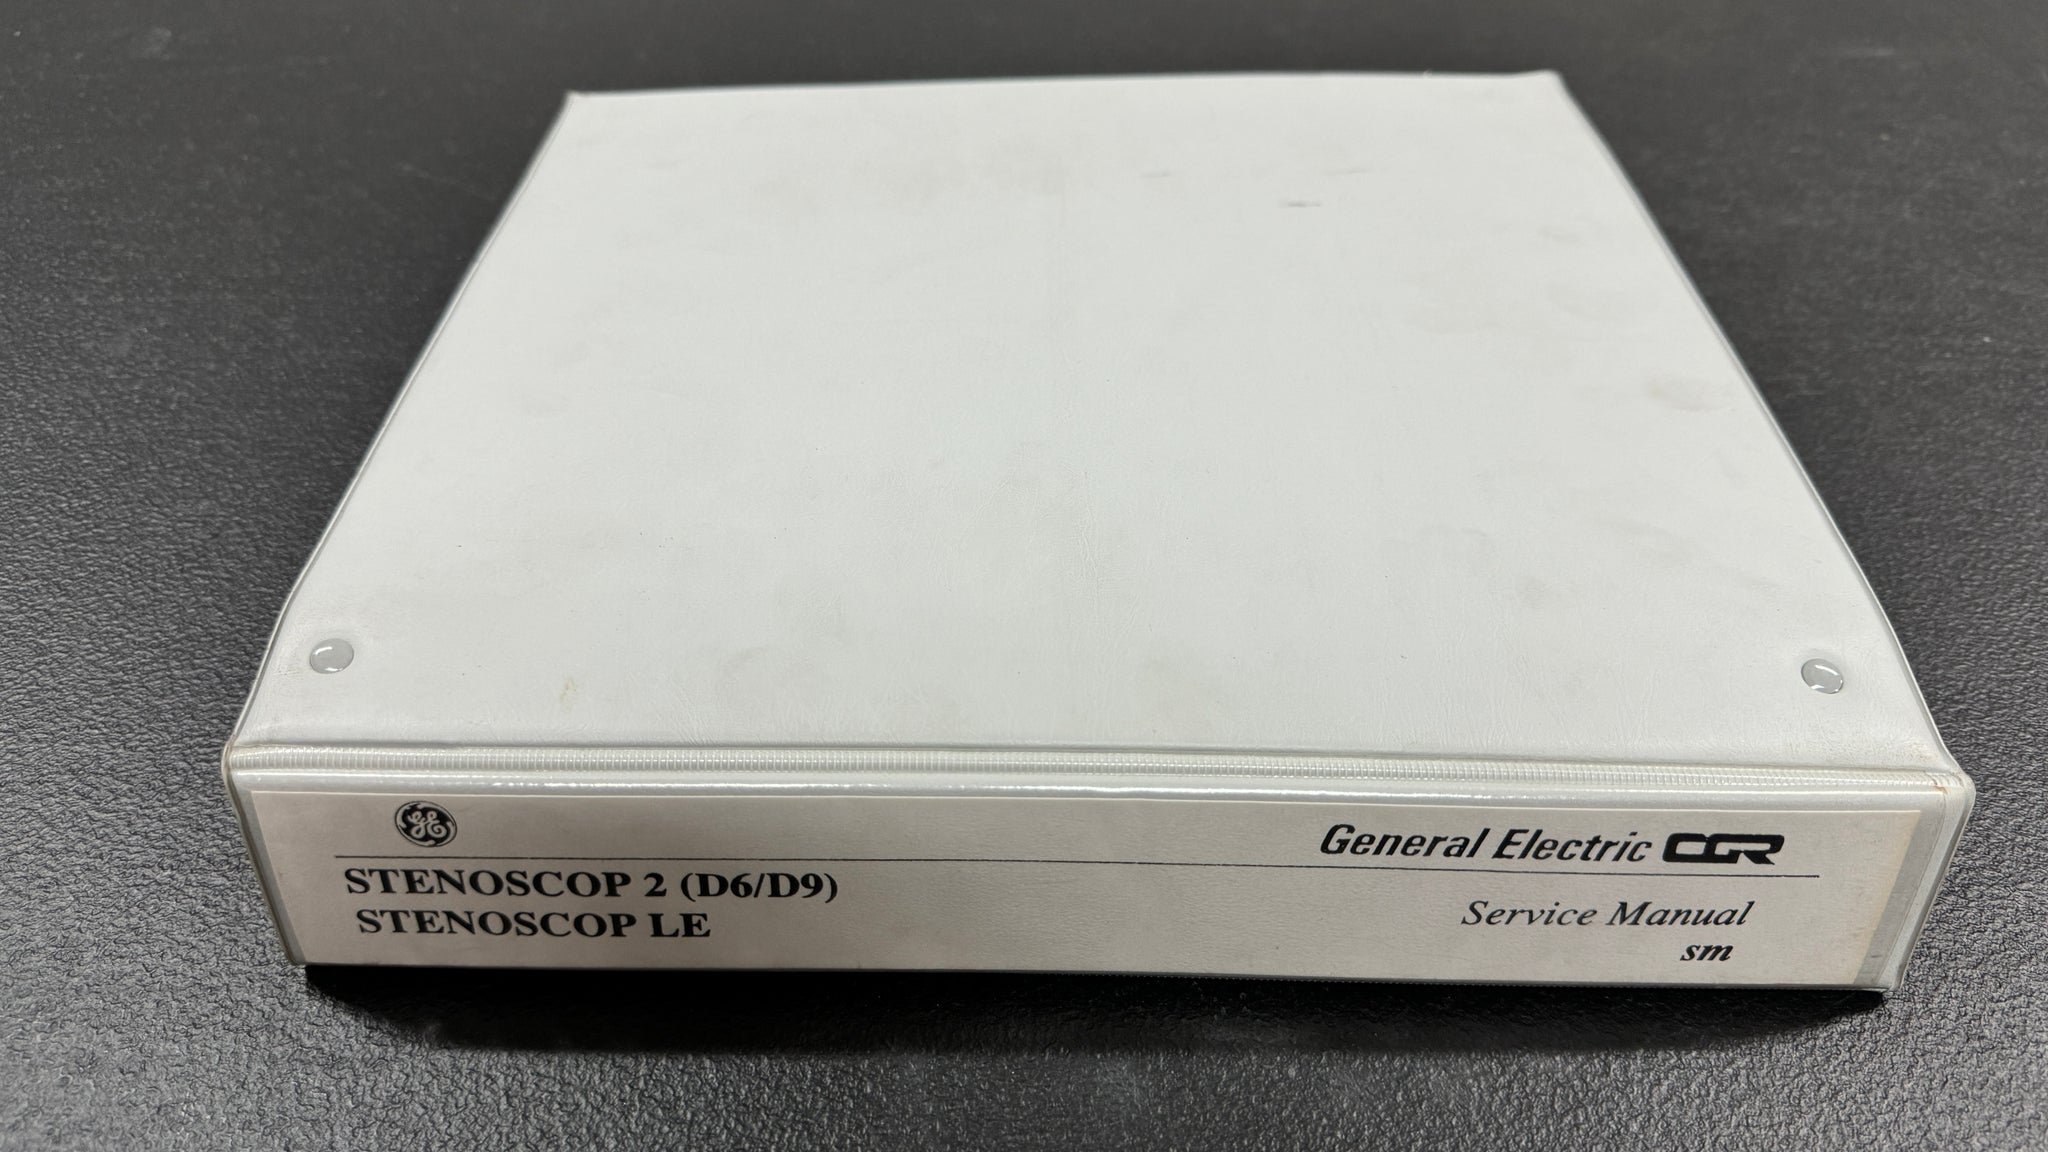 GE
General Electric CGR
STENOSCOP 2 (D6/D9)
STENOSCOP LE
Service Manual
sm